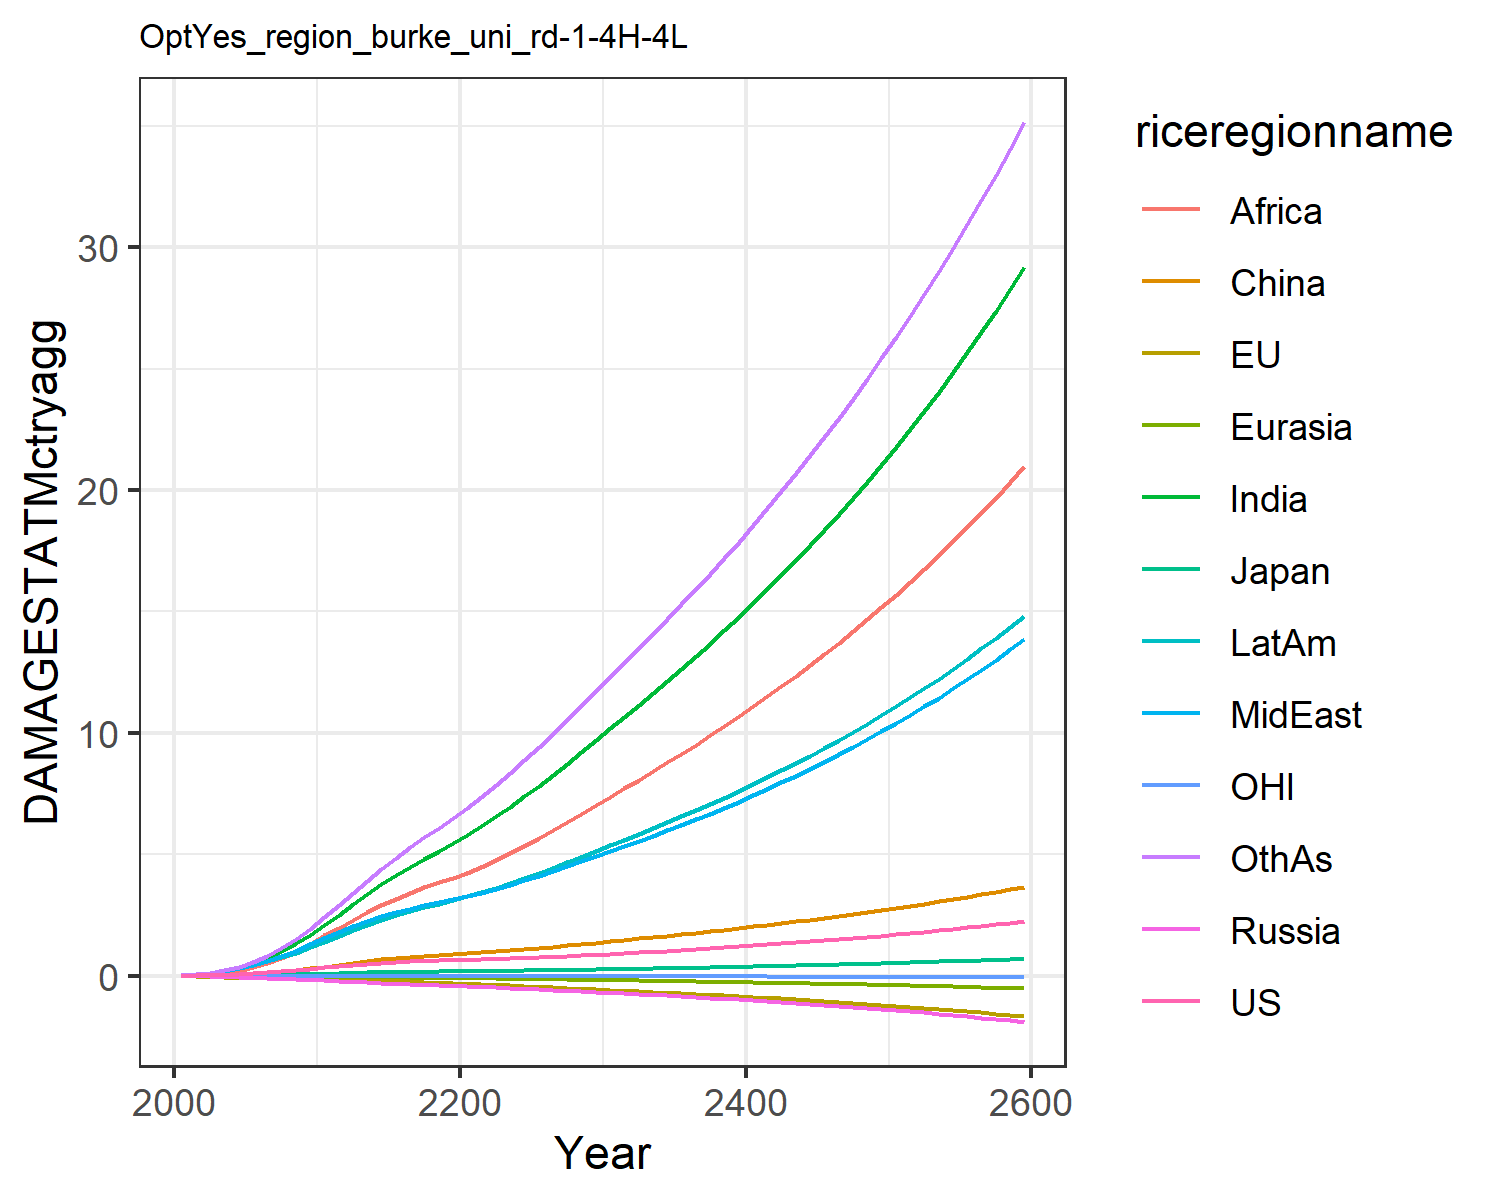 OptYes_region_burke_uni_rd-1-4H-4L
DAMAGESTATMctryagg
30
20
10
0
2000
2200
2400
2600
Year
riceregionname
Africa
China
EU
Eurasia
India
Japan
LatAm
MidEast
OHI
OthAs
Russia
US